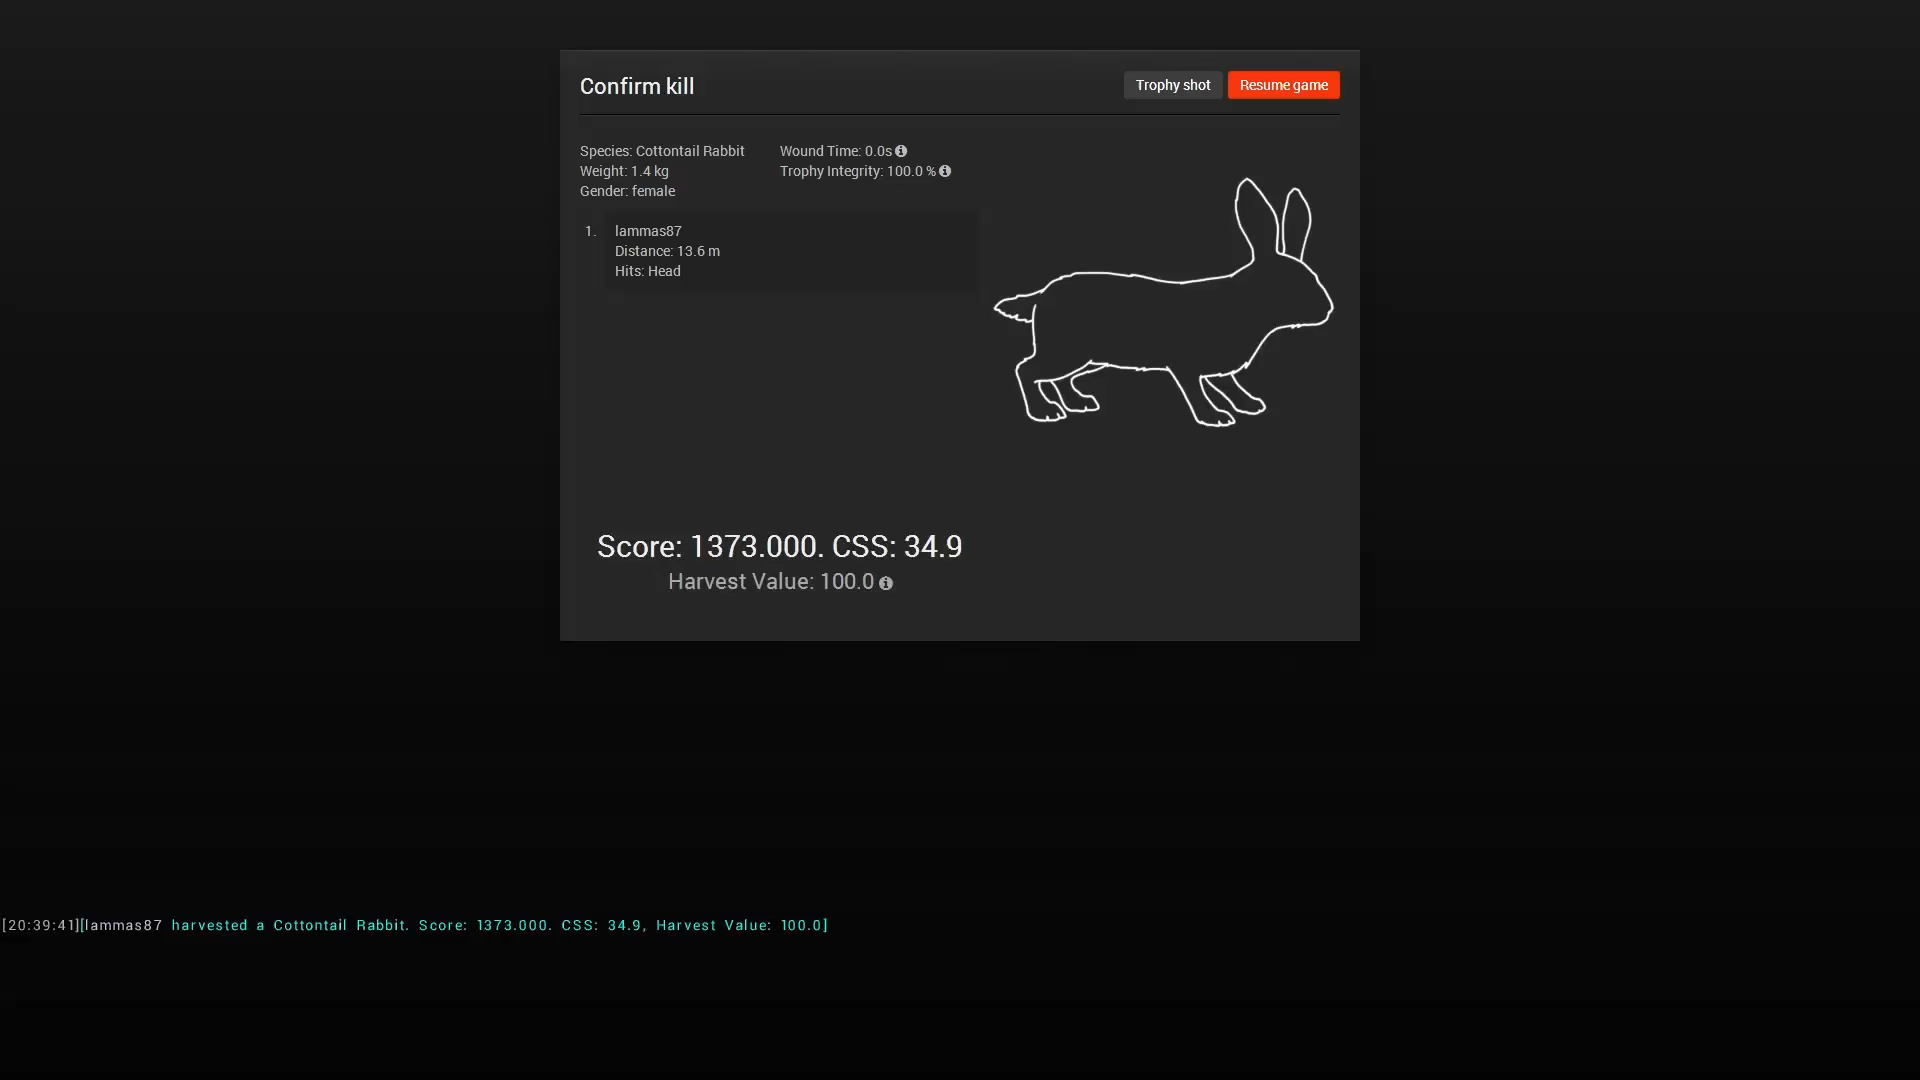 Confirm kill
Trophy shot
Resume game
Species: Cottontail Rabbit
Weight: 1.4 kg
Gender: female
Wound Time: 0.0s
Trophy Integrity: 100.0 %
1.
lammas87
Distance: 13.6 m
Hits: Head
Score: 1373.000. CSS: 34.9
Harvest Value: 100.0
[20:39:41][lammas87 harvested a Cottontail Rabbit. Score: 1373.000. CSS: 34.9, Harvest Value: 100.0]